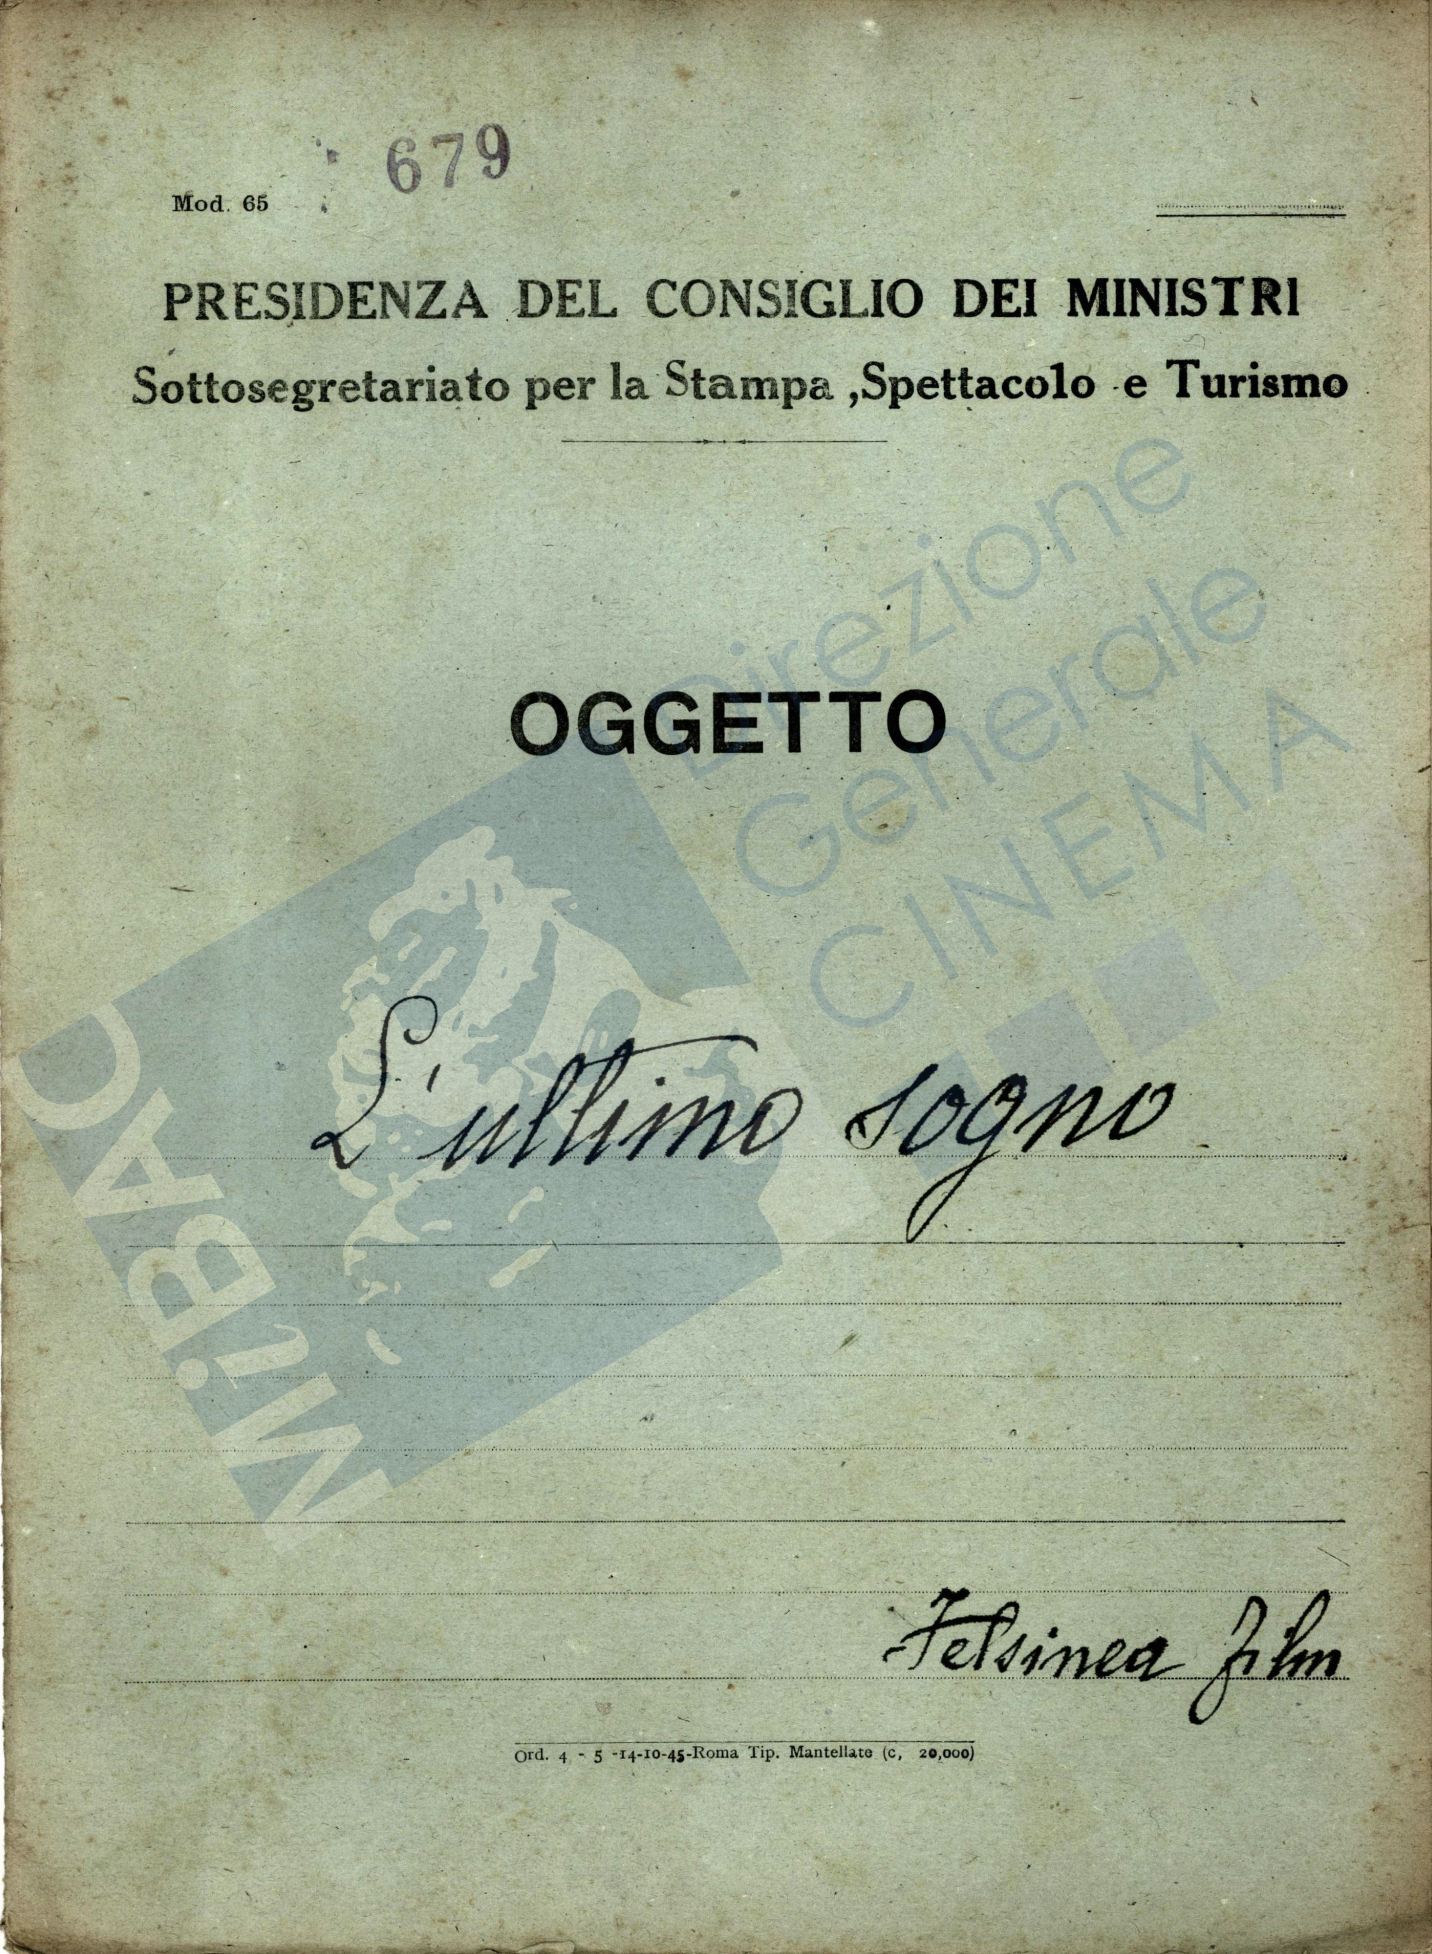 679
Mod. 65
PRESIDENZA DEL CONSIGLIO DEI MINISTRI
Sottosegretariato per la Stampa ,Spettacolo e Turismo
Direzione
Generale
CINEMA
OGGETTO
MiBAC
L'ultimo sogno
Felsinea film
Ord. 4 - 5 -14-10-45-Roma Tip. Mantellate (c, 20,000)